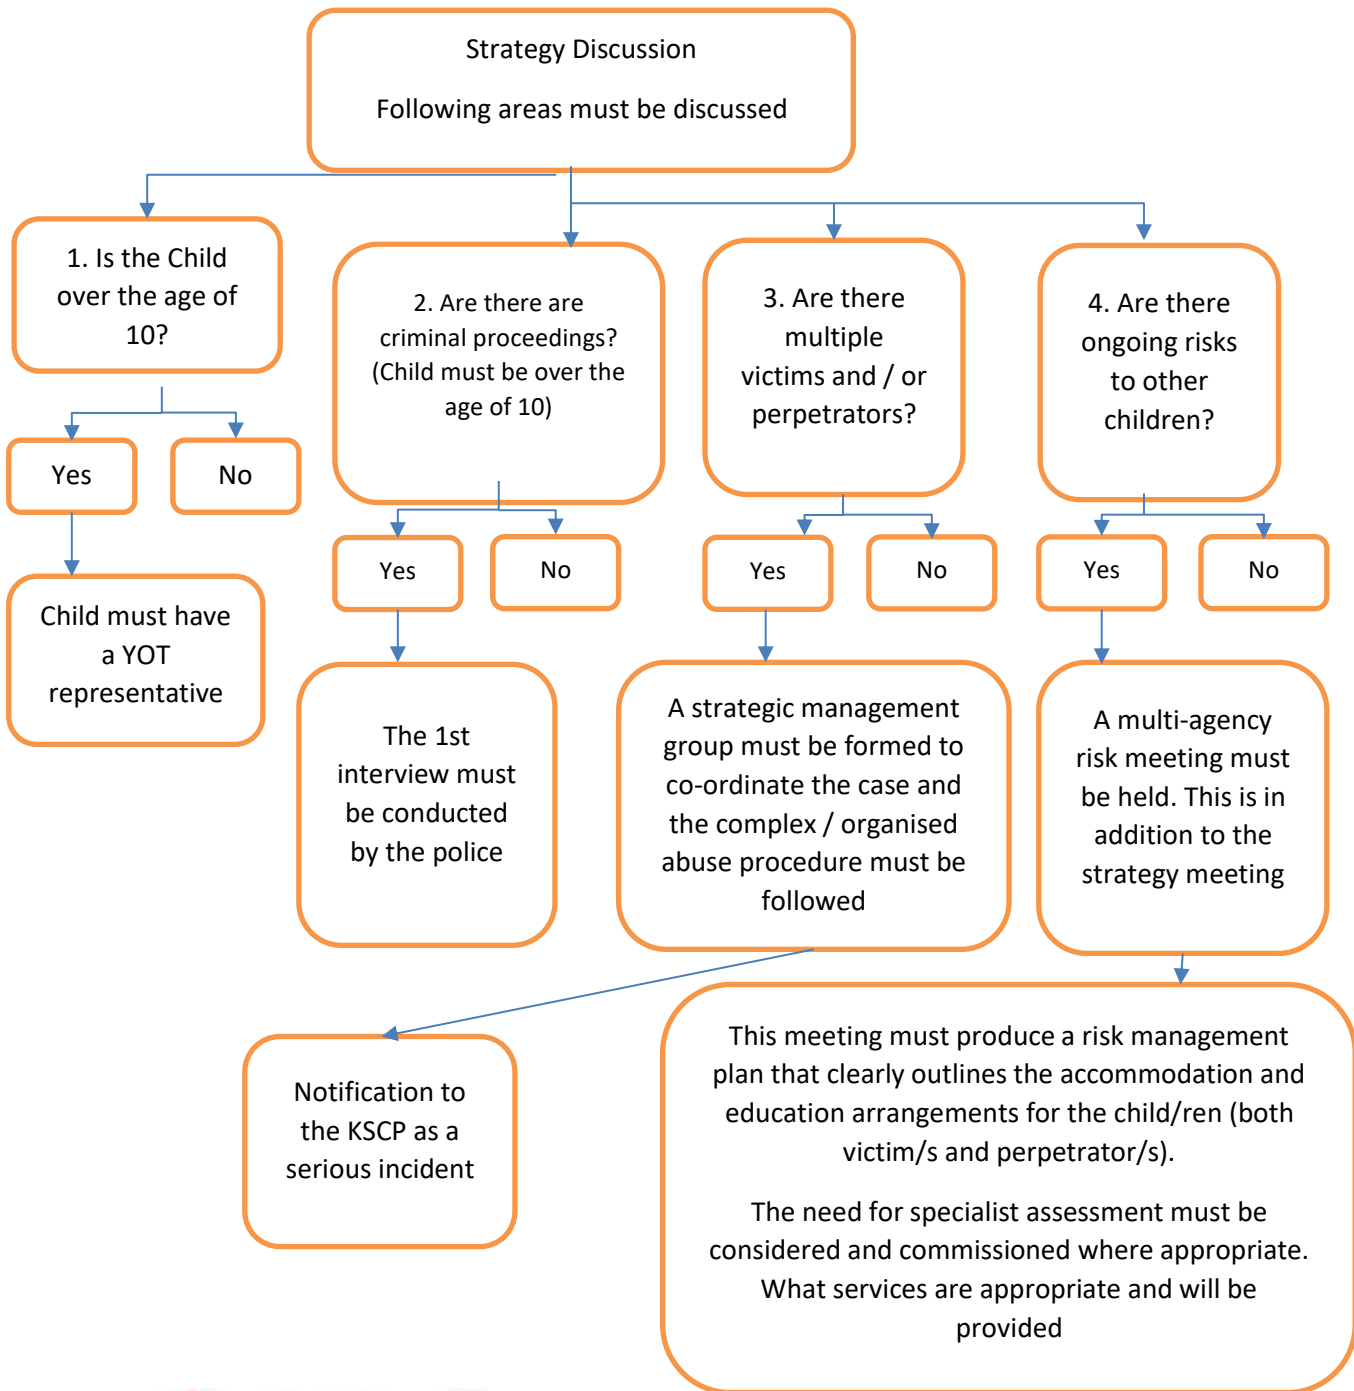 Strategy Discussion
Following areas must be discussed
1. Is the Child
over the age of
10?
Yes
No
Child must have
a YOT
representative
2. Are there are
criminal proceedings?
(Child must be over the
age of 10)
Yes
No
The 1st
interview must
be conducted
by the police
3. Are there
multiple
victims and / or
perpetrators?
Yes
No
A strategic management
group must be formed to
co-ordinate the case and
the complex / organised
abuse procedure must be
followed
Notification to
the KSCP as a
serious incident
4. Are there
ongoing risks
to other
children?
Yes
No
A multi-agency
risk meeting must
be held. This is in
addition to the
strategy meeting
This meeting must produce a risk management
plan that clearly outlines the accommodation and
education arrangements for the child/ren (both
victim/s and perpetrator/s).
The need for specialist assessment must be
considered and commissioned where appropriate.
What services are appropriate and will be
provided